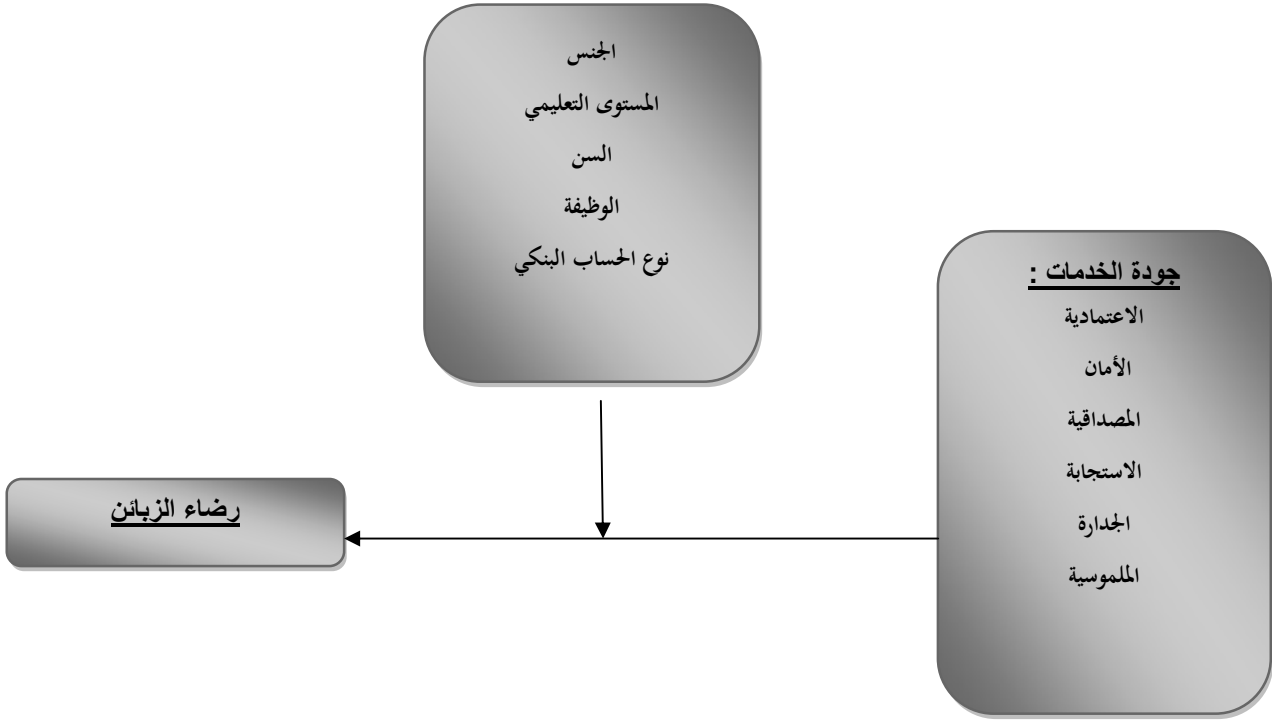 الجنس
المستوى التعليمي
السن
الوظيفة
نوع الحساب البنكي
جودة الخدمات :
الاعتمادية
الأمان
المصداقية
الاستجابة
الجدارة
الملموسية
رضاء الزبائن